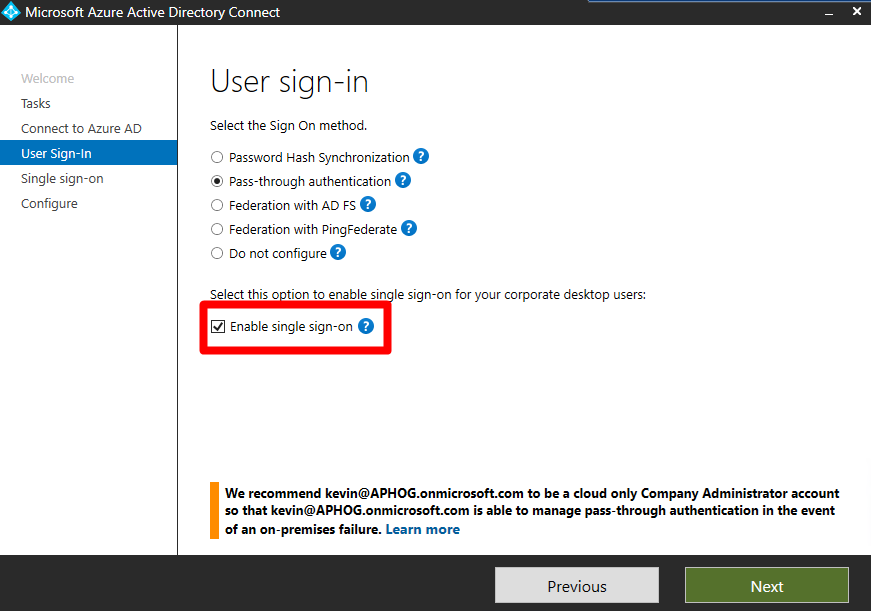 Microsoft Azure Active Directory Connect
Welcome
Tasks
Connect to Azure AD
User Sign-In
Single sign-on
Configure
User sign-in
Select the Sign On method.
Password Hash Synchronization ?
Pass-through authentication ?
Federation with AD FS ?
Federation with PingFederate ?
Do not configure ?
Select this option to enable single sign-on for your corporate desktop users:
Enable single sign-on ?
We recommend kevin@APHOG.onmicrosoft.com to be a cloud only Company Administrator account
so that kevin@APHOG.onmicrosoft.com is able to manage pass-through authentication in the event
of an on-premises failure. Learn more
Previous
Next